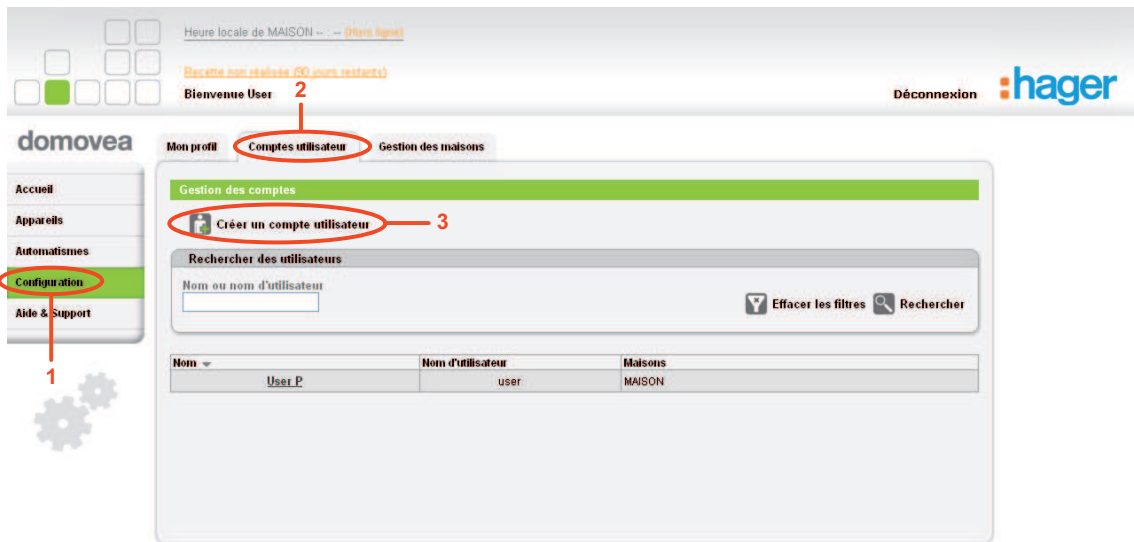 Heure locale de MAISON -- : -- (Hors ligne)
Recette non réalisée (90 jours restants)
Bienvenue User
2
Déconnexion
:hager
domovea
Mon profil
Comptes utilisateur
Gestion des maisons
Accueil
Appareils
Automatismes
Configuration
Aide & Support
1
Gestion des comptes
Créer un compte utilisateur
3
Rechercher des utilisateurs
Nom ou nom d'utilisateur
Effacer les filtres
Rechercher
Nom
Nom d'utilisateur
Maisons
User P
user
MAISON